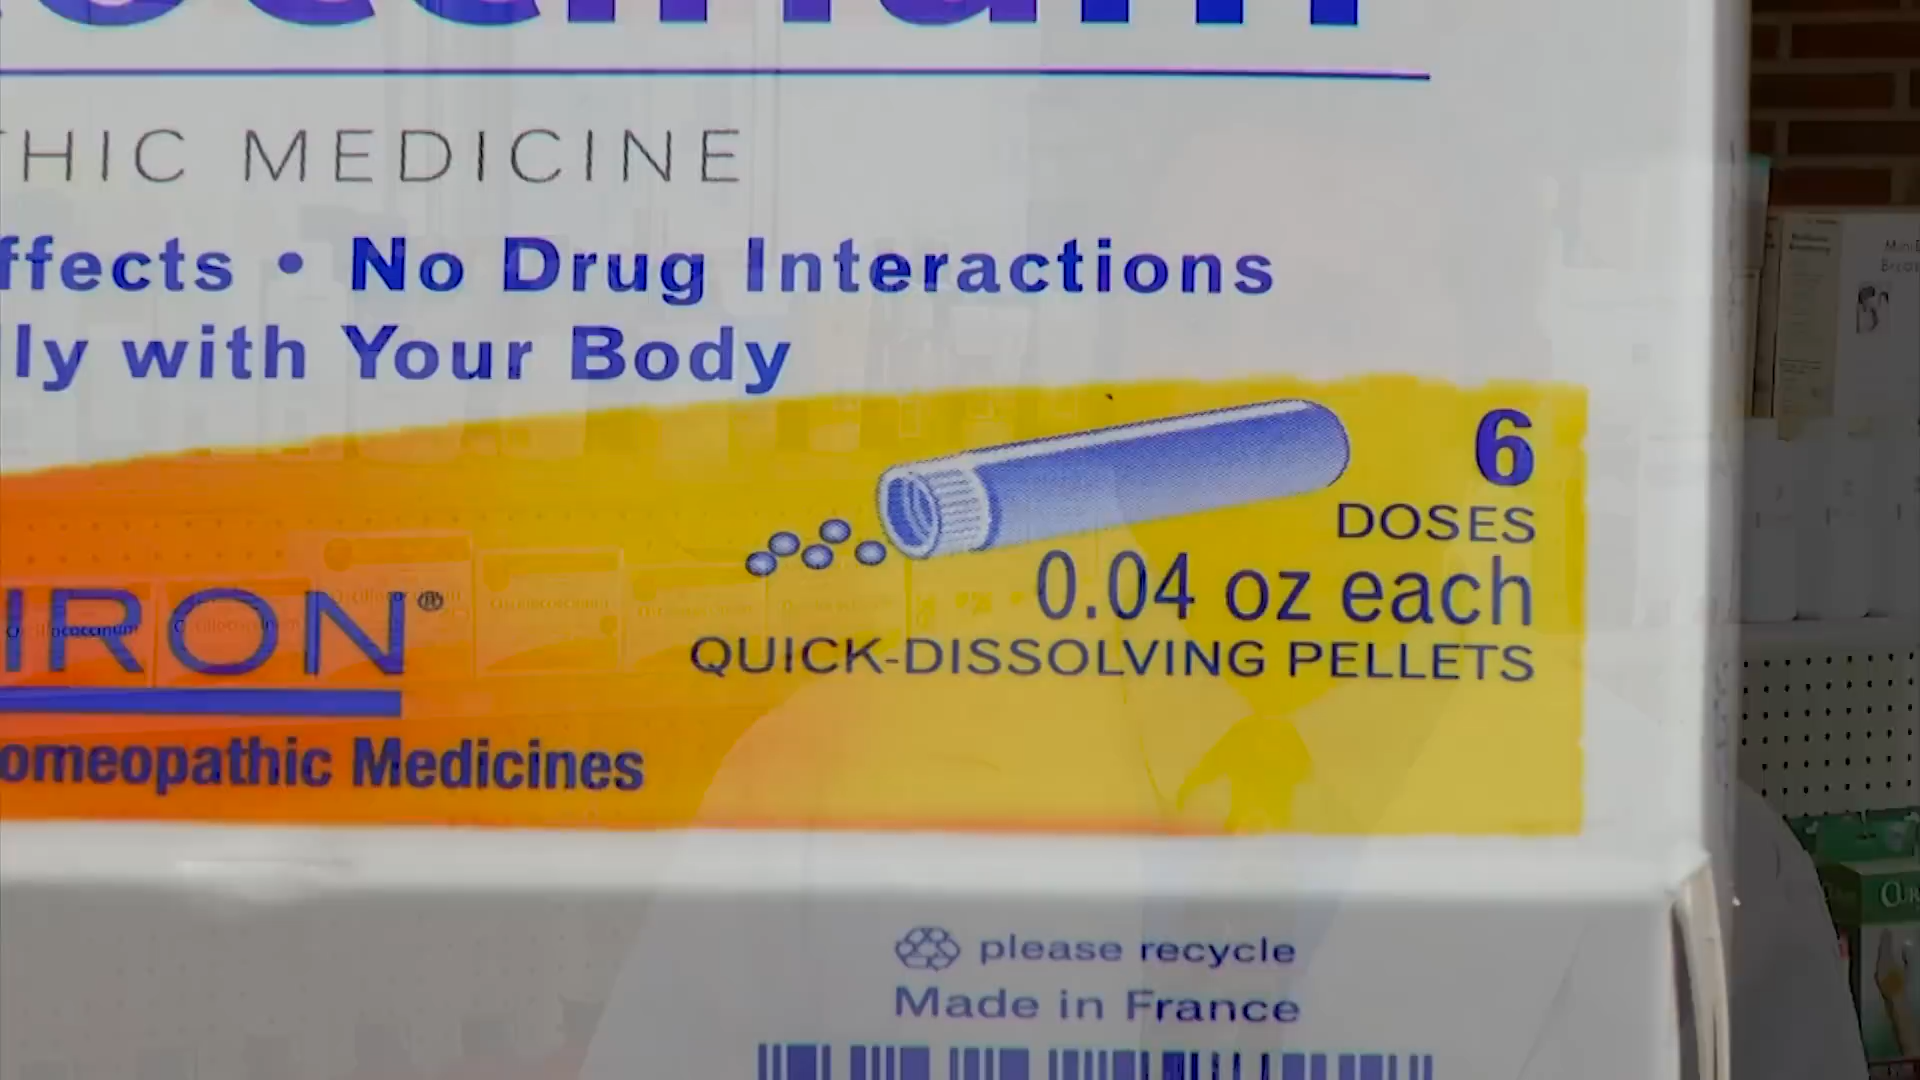 HIC MEDICINE
ffects • No Drug Interactions
lly with Your Body
6
DOSES
0.04 oz each
QUICK-DISSOLVING PELLETS
IRON®
omeopathic Medicines
please recycle
Made in France